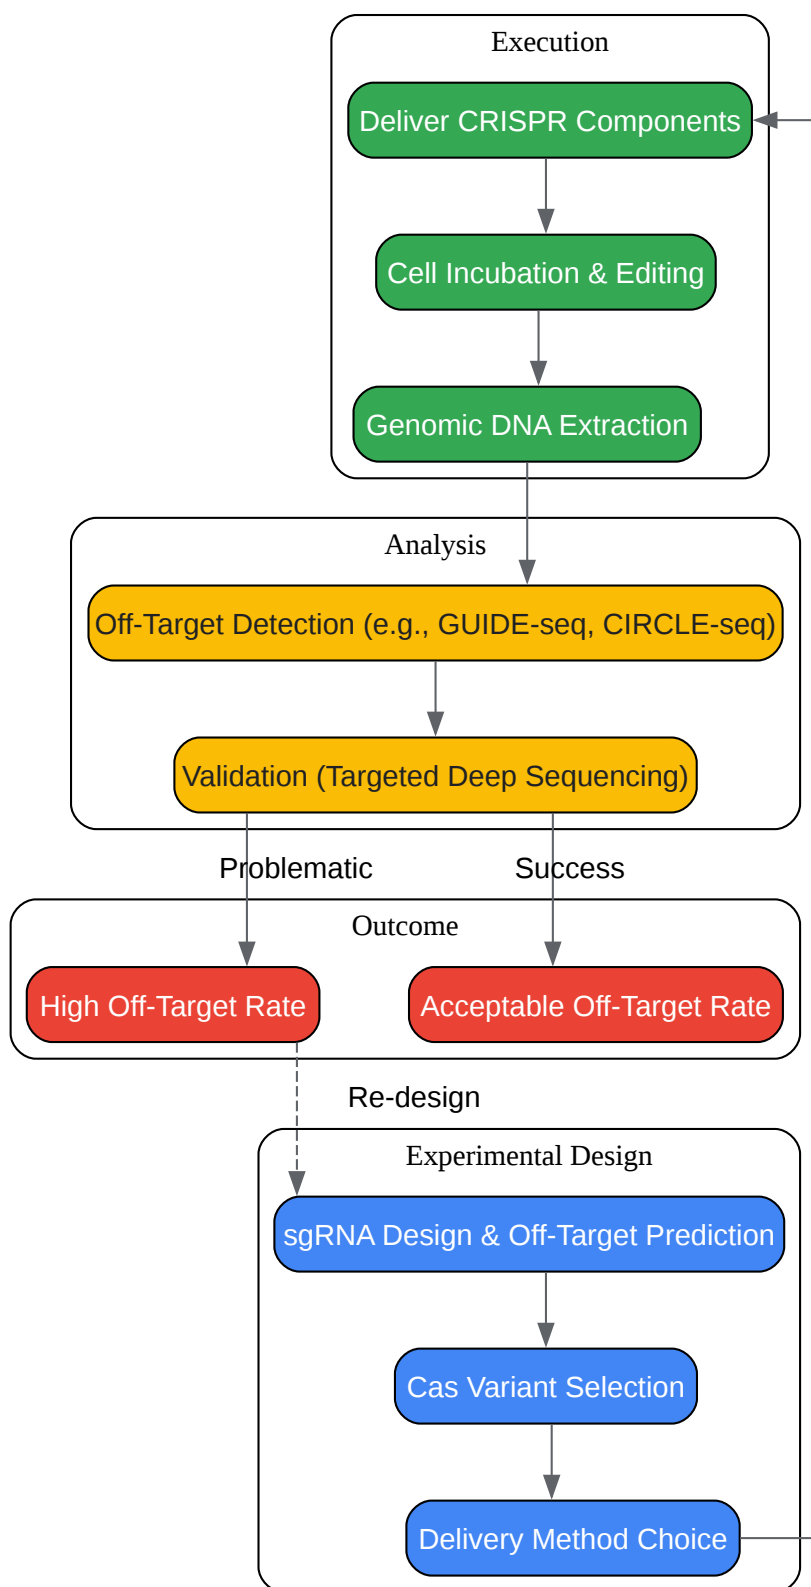 Execution
Deliver CRISPR Components
Cell Incubation & Editing
Genomic DNA Extraction
Analysis
Off-Target Detection (e.g., GUIDE-seq, CIRCLE-seq)
Validation (Targeted Deep Sequencing)
Problematic
Success
Outcome
High Off-Target Rate
Acceptable Off-Target Rate
Re-design
Experimental Design
sgRNA Design & Off-Target Prediction
Cas Variant Selection
Delivery Method Choice